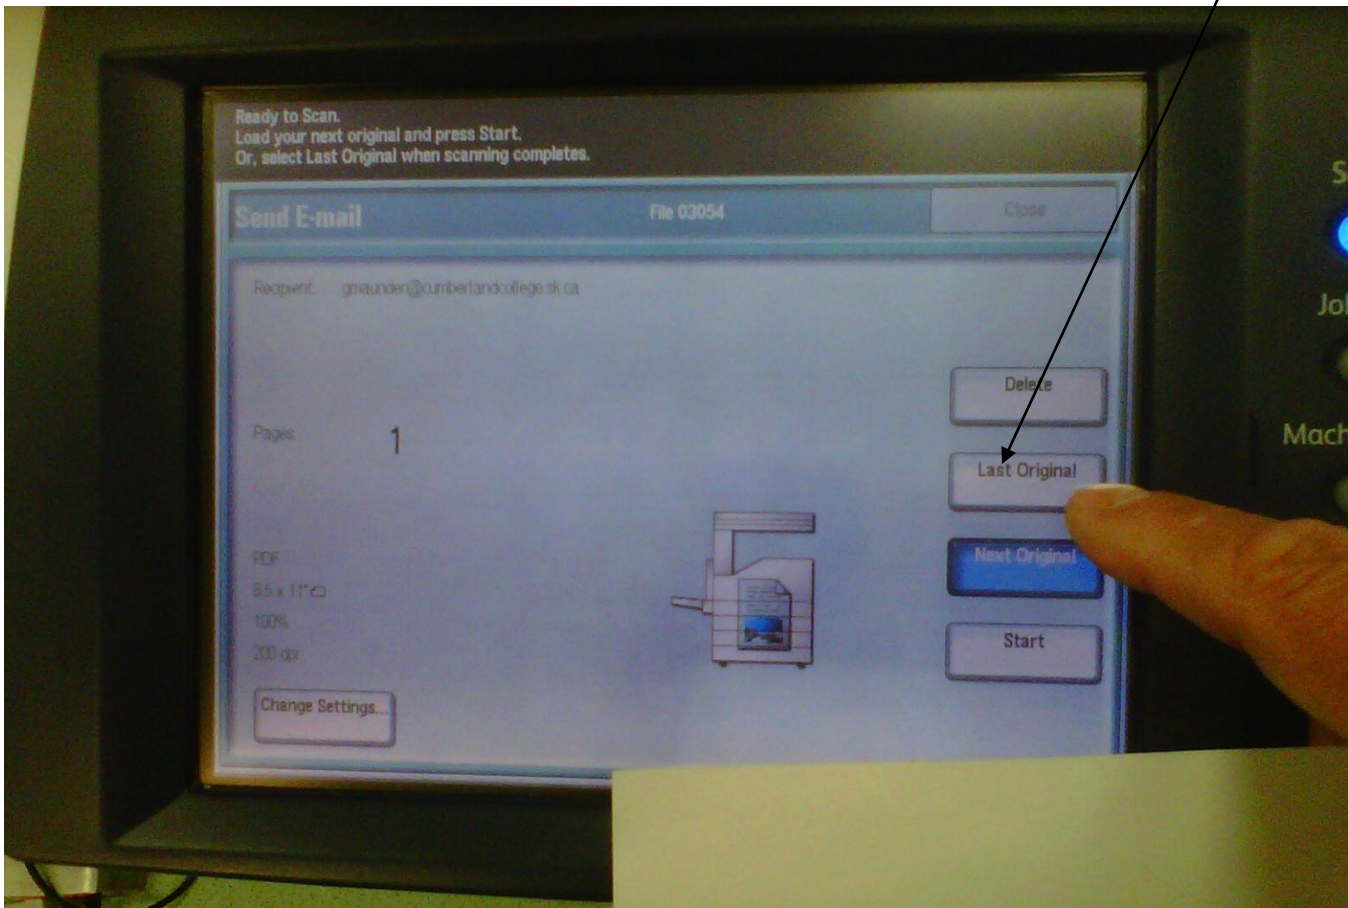 Ready to Scan.
Load your next original and press Start.
Or, select Last Original when scanning completes.
Send E-mail File 03054 Close
Recipient: gmaunder@cumberlandcollege.sk.ca
Delete
Pages: 1
Mach
Last Original
PDF
Next Original
8.5 x 11"
100%
200 dpi
Start
Change Settings...